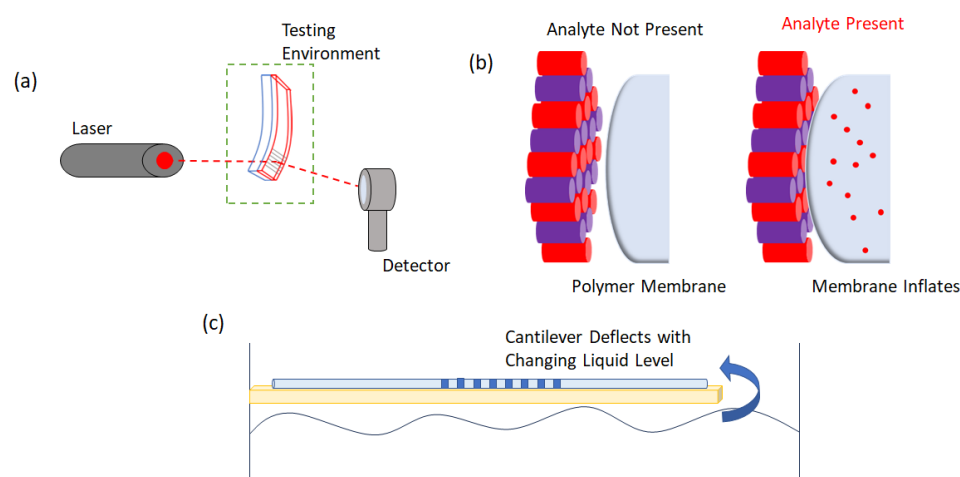 (a)
Testing
Environment
Laser
Detector
(b)
Analyte Not Present
Analyte Present
Polymer Membrane
Membrane Inflates
(c)
Cantilever Deflects with
Changing Liquid Level